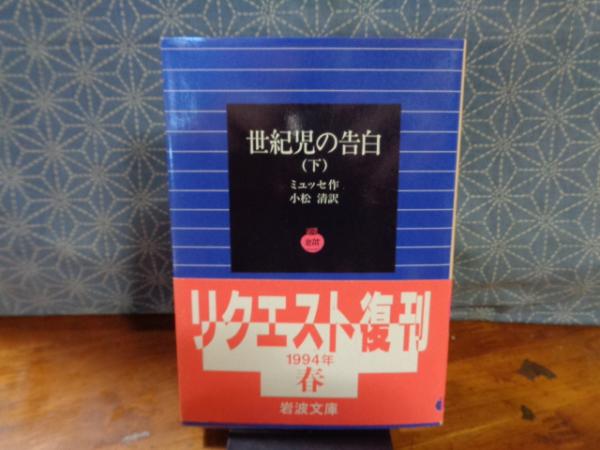 世紀児の告白
(下)
ミュッセ作
小松 清訳
リクエスト復刊
1994年
春
岩波文庫